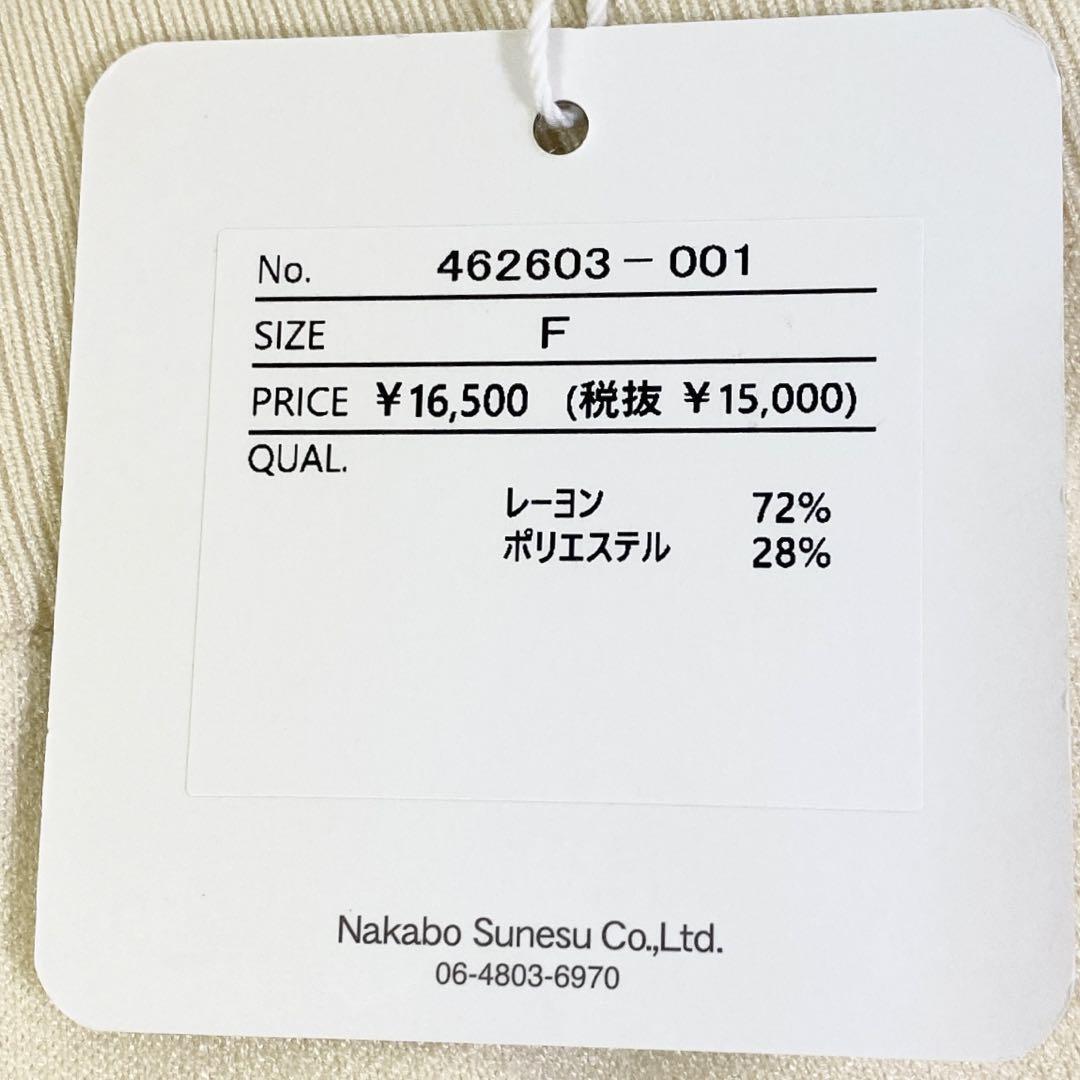 No. 462603-001
SIZE F
PRICE ¥16,500 (税抜 ¥15,000)
QUAL.
レーヨン 72%
ポリエステル 28%
Nakabo Sunesu Co.,Ltd.
06-4803-6970